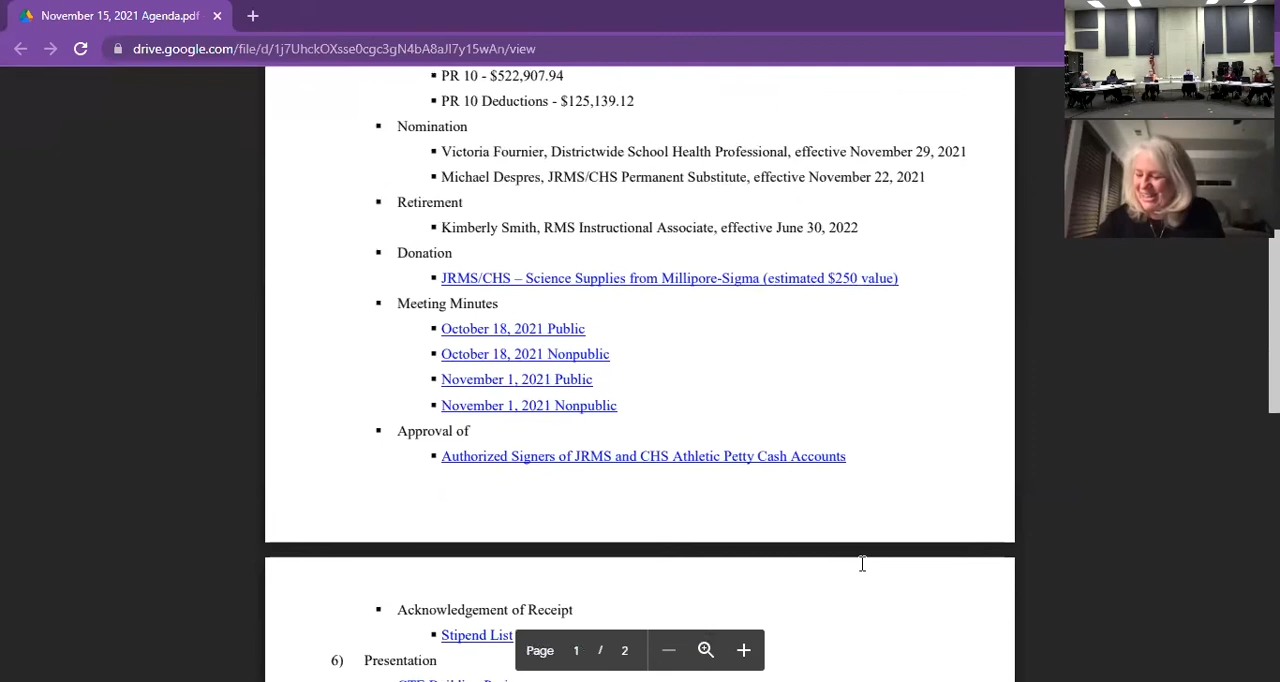 November 15, 2021 Agenda.pdf
drive.google.com/file/d/1j7UhckOXsse0cgc3gN4bA8aJl7y15wAn/view
▪ PR 10 - $522,907.94
▪ PR 10 Deductions - $125,139.12
▪ Nomination
▪ Victoria Fournier, Districtwide School Health Professional, effective November 29, 2021
▪ Michael Despres, JRMS/CHS Permanent Substitute, effective November 22, 2021
▪ Retirement
▪ Kimberly Smith, RMS Instructional Associate, effective June 30, 2022
▪ Donation
▪ JRMS/CHS – Science Supplies from Millipore-Sigma (estimated $250 value)
▪ Meeting Minutes
▪ October 18, 2021 Public
▪ October 18, 2021 Nonpublic
▪ November 1, 2021 Public
▪ November 1, 2021 Nonpublic
▪ Approval of
▪ Authorized Signers of JRMS and CHS Athletic Petty Cash Accounts
▪ Acknowledgement of Receipt
▪ Stipend List
Page 1 / 2
6) Presentation